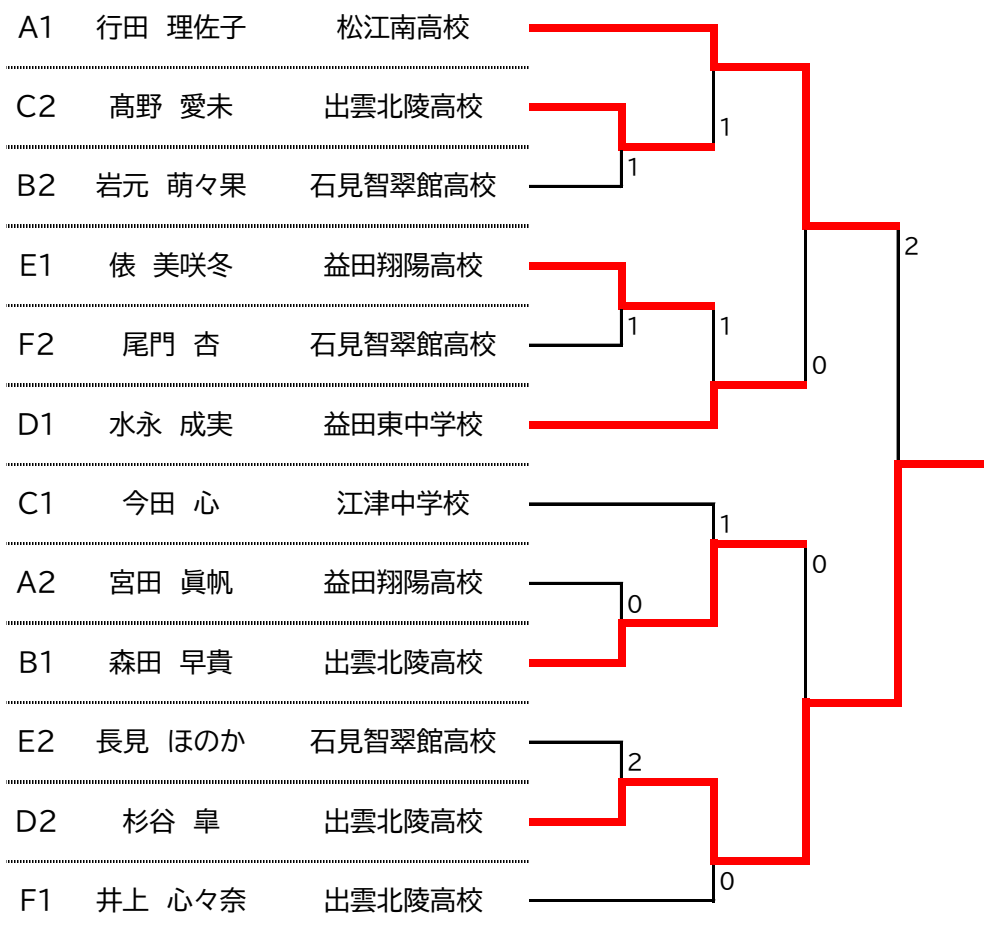 A1 行田 理佐子 松江南高校
C2 髙野 愛未 出雲北陵高校 1
1
B2 岩元 萌々果 石見智翠館高校
2
E1 俵 美咲冬 益田翔陽高校
1 1
F2 尾門 杏 石見智翠館高校
0
D1 水永 成実 益田東中学校
C1 今田 心 江津中学校
1
0
A2 宮田 眞帆 益田翔陽高校
0
B1 森田 早貴 出雲北陵高校
E2 長見 ほのか 石見智翠館高校
2
D2 杉谷 皐 出雲北陵高校
0
F1 井上 心々奈 出雲北陵高校